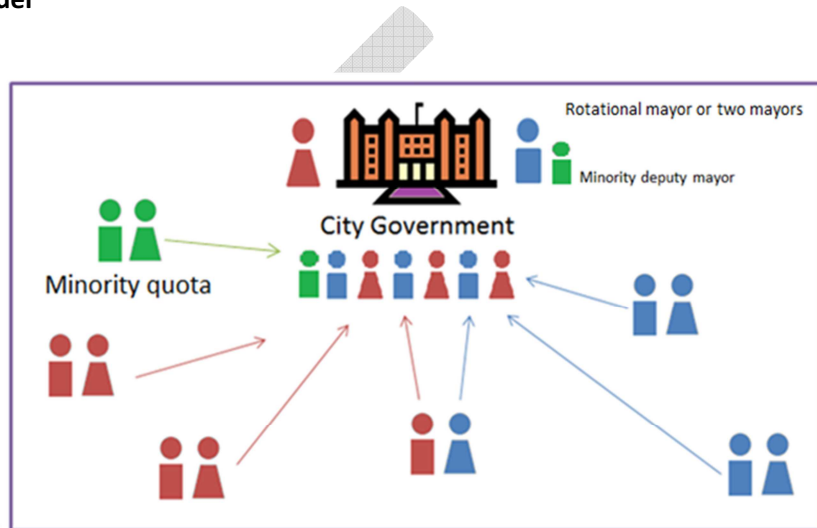 Rotational mayor or two mayors
Minority deputy mayor
City Government
Minority quota